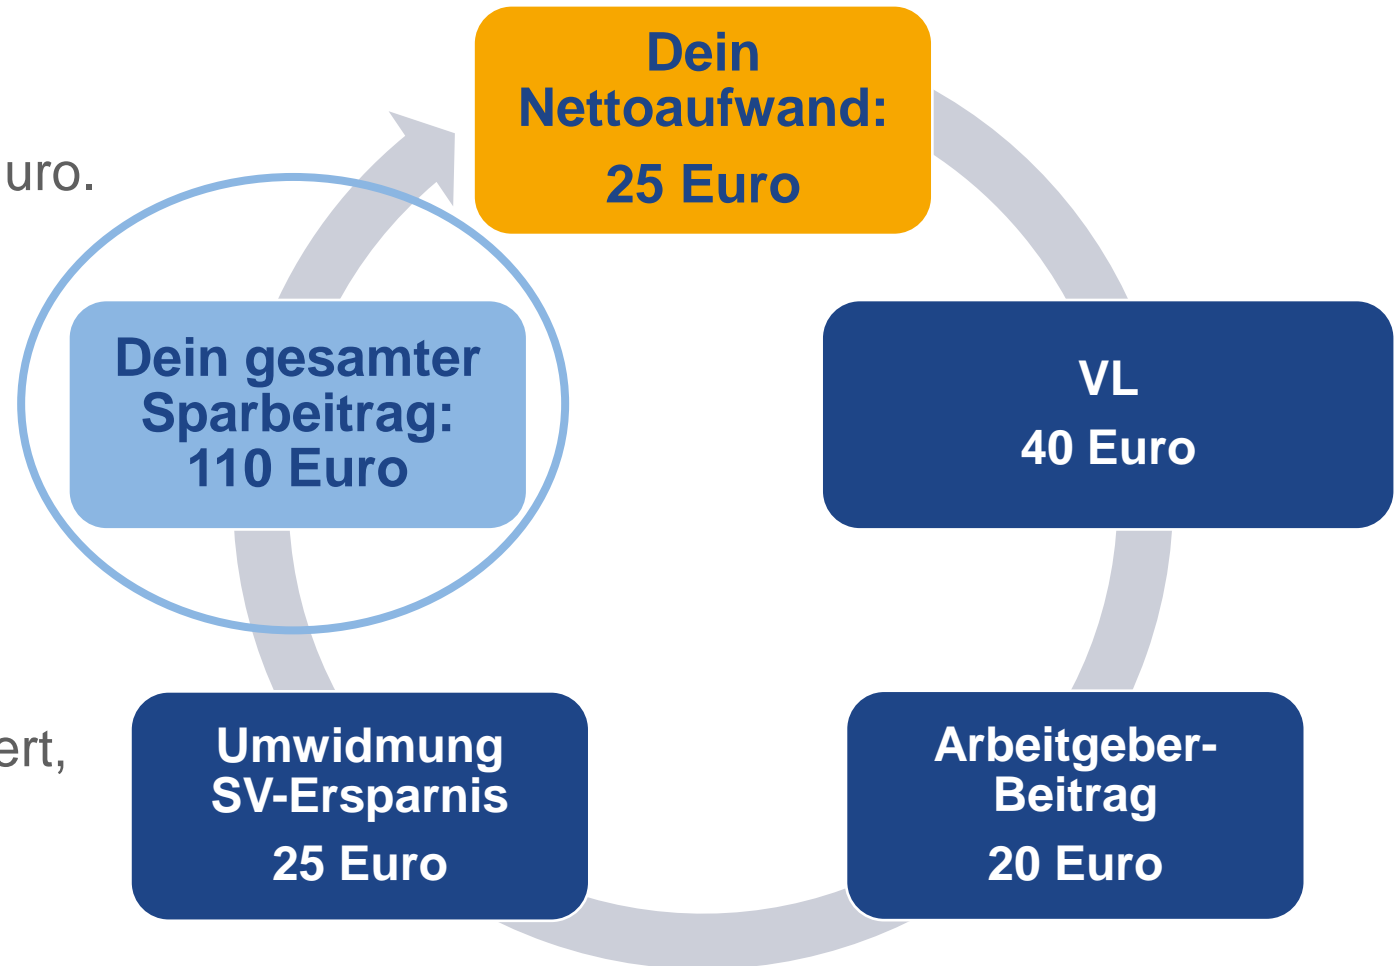 Dein
Nettoaufwand:
25 Euro
uro.
Dein gesamter
Sparbeitrag:
110 Euro
VL
40 Euro
ert,
Umwidmung
SV-Ersparnis
25 Euro
Arbeitgeber-
Beitrag
20 Euro